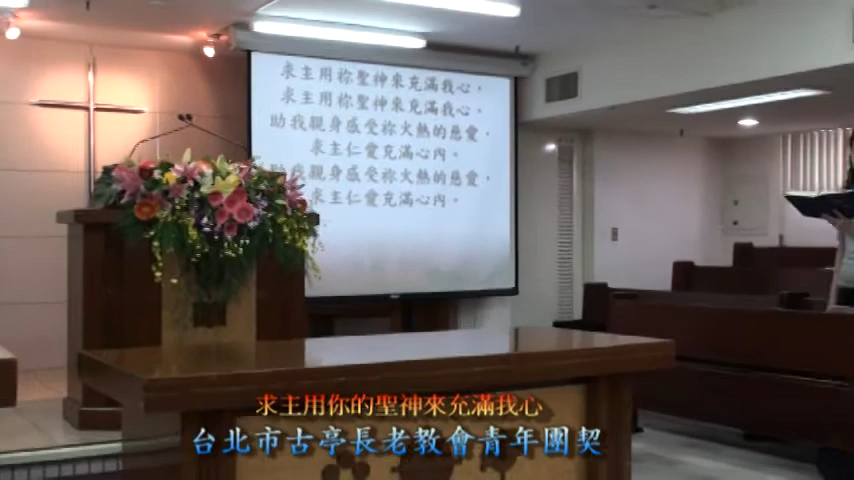 求主用祢聖神來充滿我心，
求主用祢聖神來充滿我心，
助我親身感受祢火熱的慈愛，
求主仁愛充滿心內。
助我親身感受祢火熱的慈愛，
求主仁愛充滿心內。
求主用你的聖神來充滿我心
台北市古亭長老教會青年團契